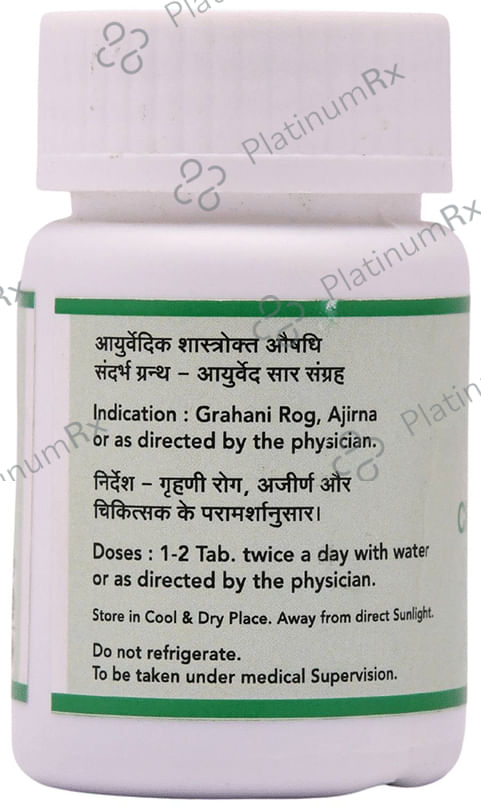 PlatinumRx
PlatinumRx
PlatinumRx
आयुर्वेदिक शास्त्रोक्त औषधि
संदर्भ ग्रन्थ – आयुर्वेद सार संग्रह
Indication : Grahani Rog, Ajirna
or as directed by the physician.
निर्देश – गृहणी रोग, अजीर्ण और
चिकित्सक के परामर्शानुसार।
Doses : 1-2 Tab. twice a day with water
or as directed by the physician.
Store in Cool & Dry Place. Away from direct Sunlight.
Do not refrigerate.
To be taken under medical Supervision.